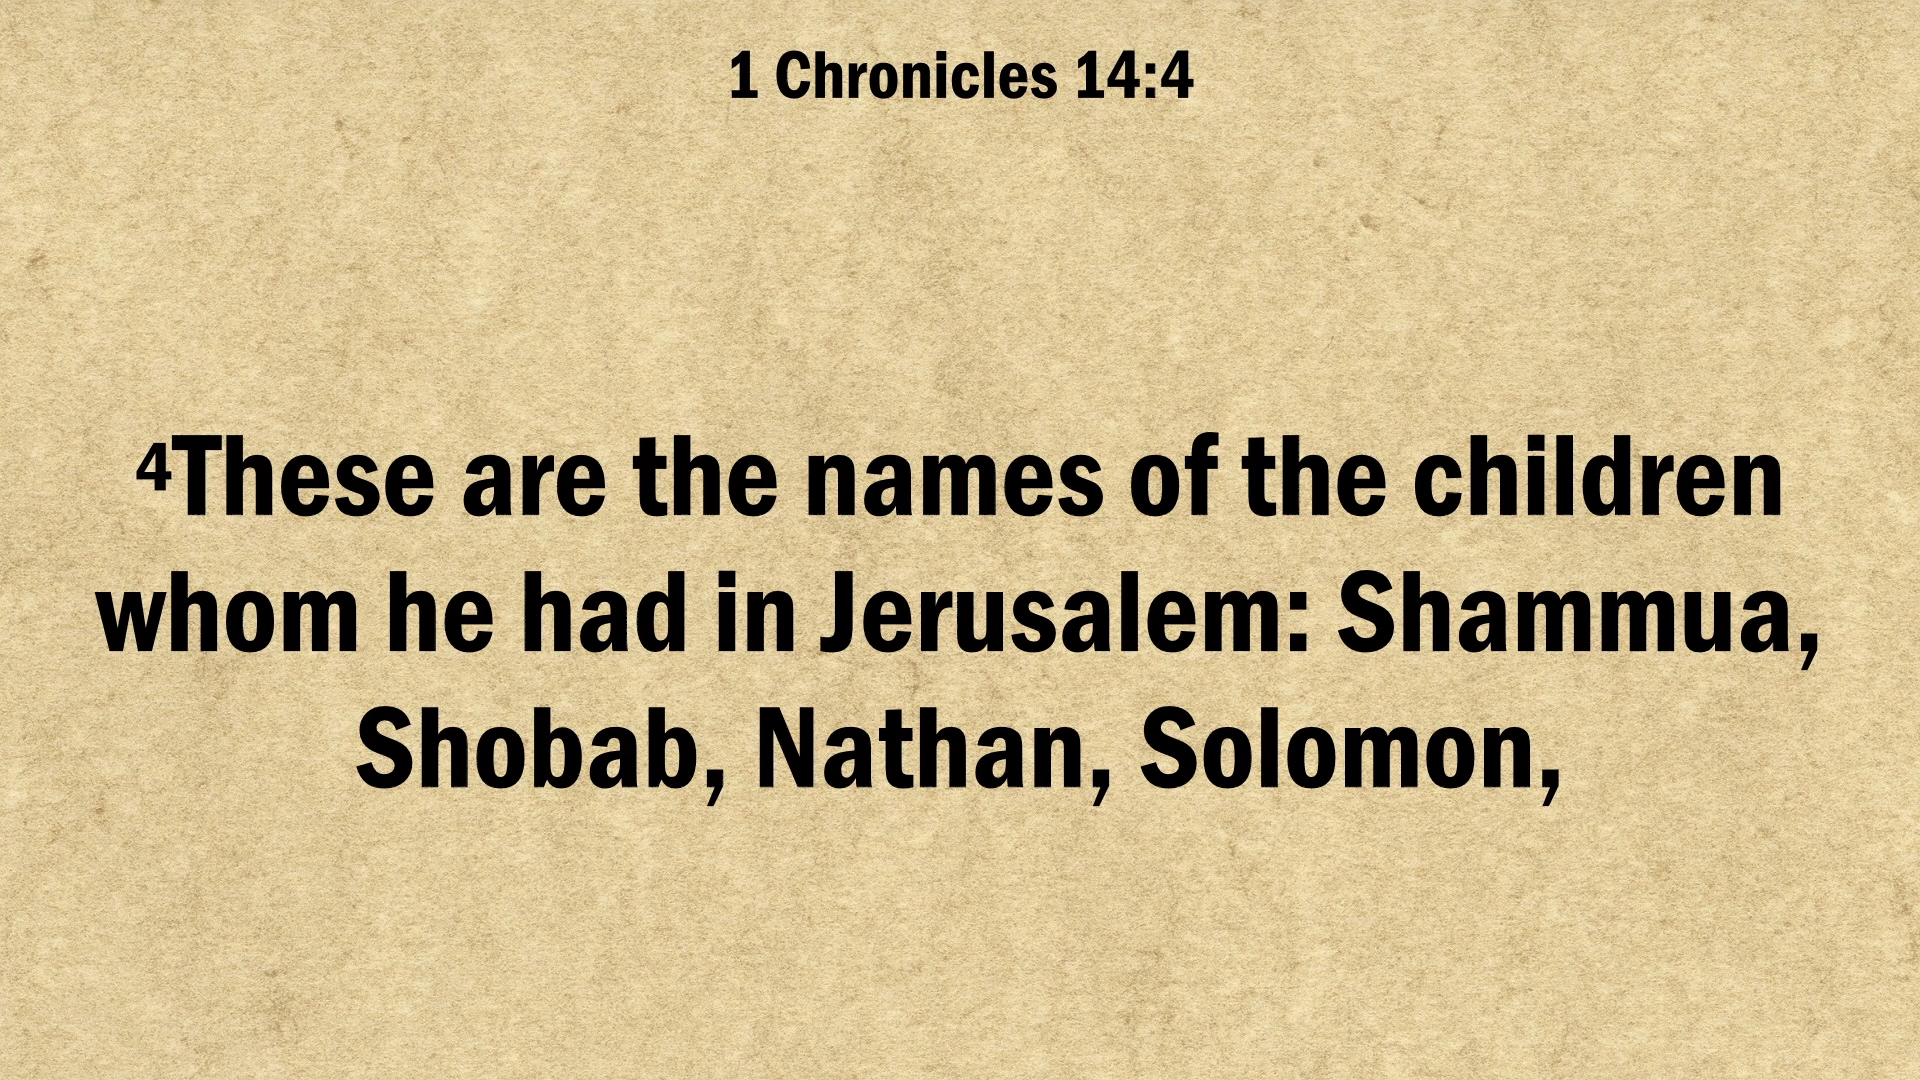 1 Chronicles 14:4
4These are the names of the children
whom he had in Jerusalem: Shammua,
Shobab, Nathan, Solomon,